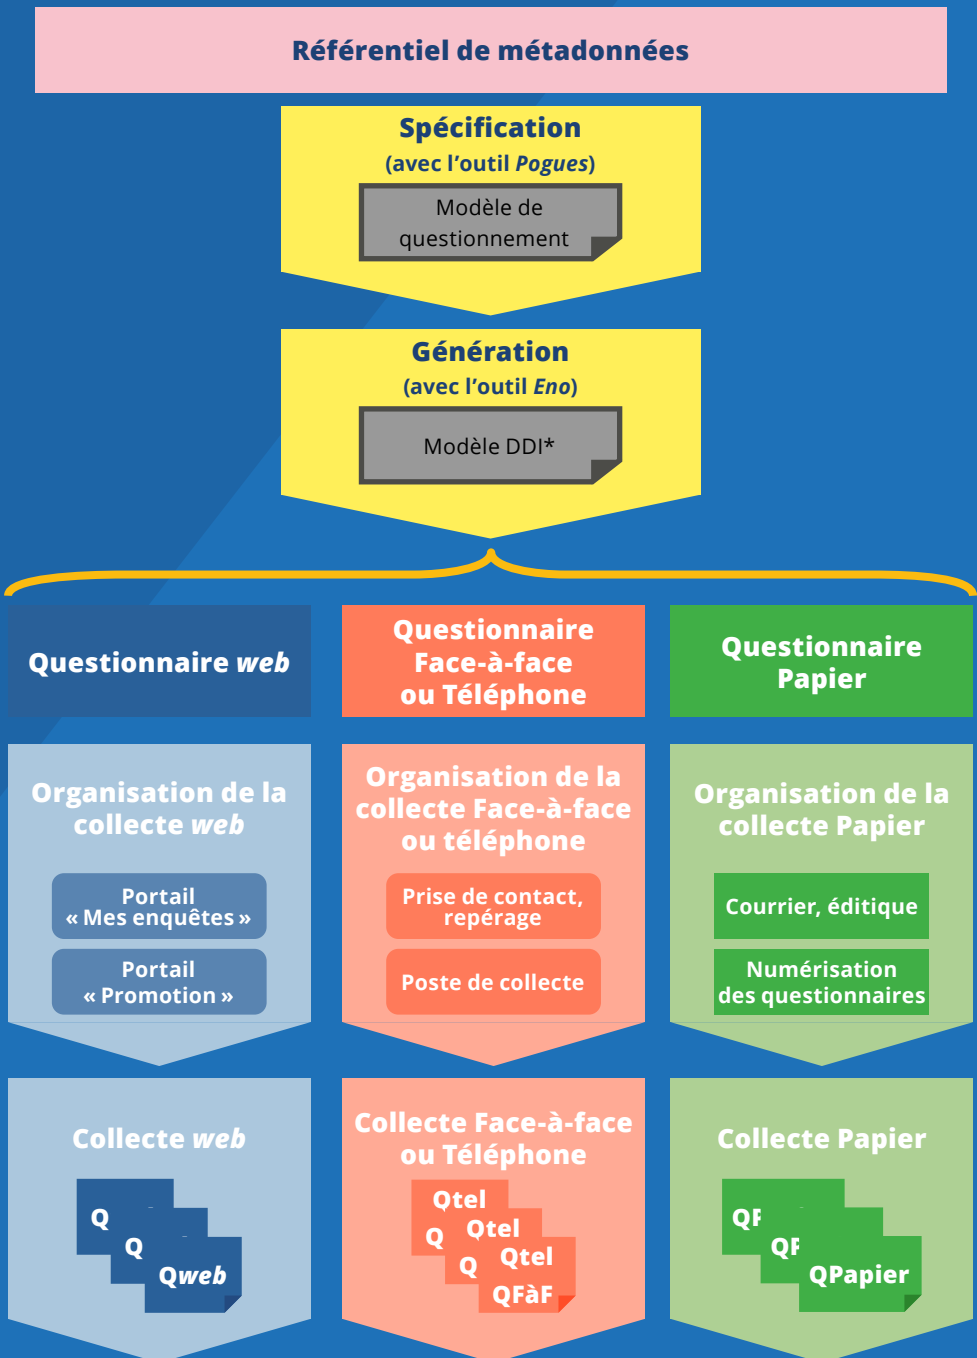 Référentiel de métadonnées
Spécification
(avec l'outil Pogues)
Modèle de
questionnement
Génération
(avec l'outil Eno)
Modèle DDI*
Questionnaire web
Questionnaire
Face-à-face
ou Téléphone
Questionnaire
Papier
Organisation de la
collecte web
Portail
« Mes enquêtes »
Portail
« Promotion »
Organisation de la
collecte Face-à-face
ou téléphone
Prise de contact,
repérage
Poste de collecte
Organisation de la
collecte Papier
Courrier, éditique
Numérisation
des questionnaires
Collecte web
Q
Q
Qweb
Collecte Face-à-face
ou Téléphone
Qtel
Q
Qtel
Q
Qtel
QFàF
Collecte Papier
QP
QP
QPapier